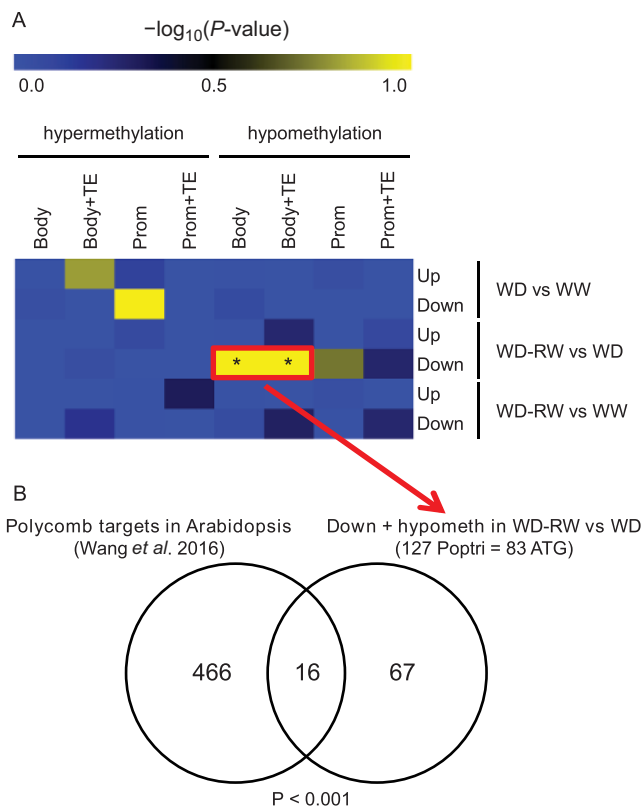 A
−log10(P-value)
0.0 0.5 1.0
hypermethylation hypomethylation
Body Body+TE Prom Prom+TE Body Body+TE Prom Prom+TE
Up
Down
WD vs WW
Up
* * Down
WD-RW vs WD
Up
Down
WD-RW vs WW
B
Polycomb targets in Arabidopsis
(Wang et al. 2016)
Down + hypometh in WD-RW vs WD
(127 Poptri = 83 ATG)
466 16 67
P < 0.001